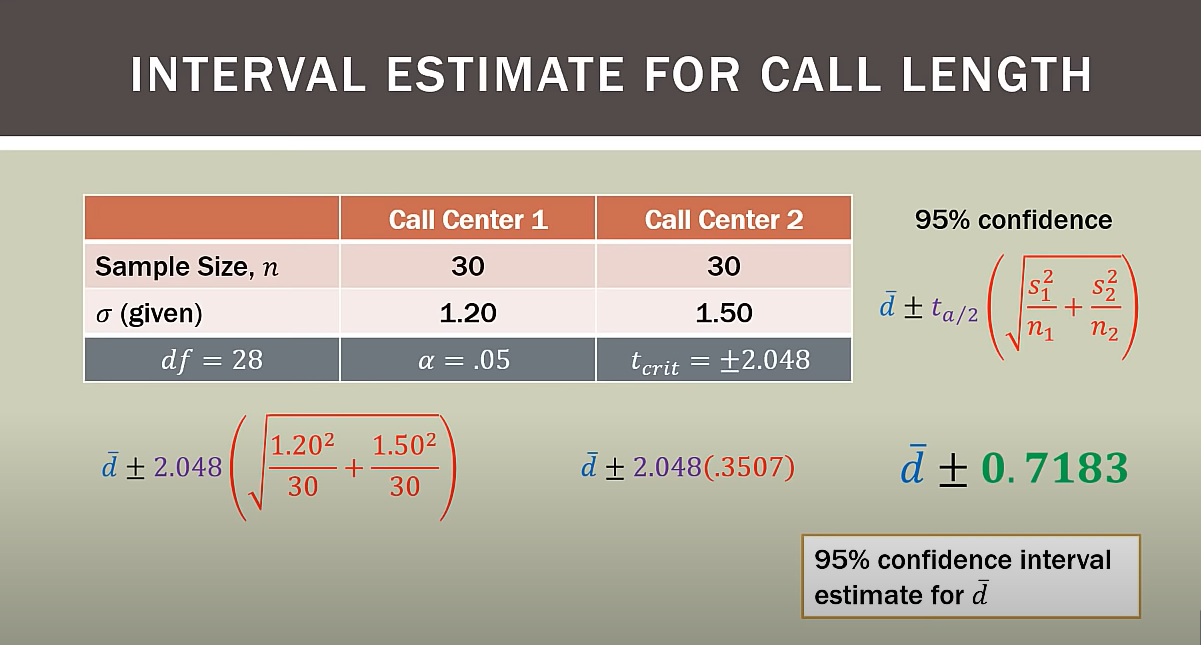 INTERVAL ESTIMATE FOR CALL LENGTH
Call Center 1 Call Center 2
Sample Size, n 30 30
σ (given) 1.20 1.50
df = 28 α = .05 t_crit = ±2.048
95% confidence
d̄ ± t_a/2 (√(s₁²/n₁ + s₂²/n₂))
d̄ ± 2.048 (√(1.20²/30 + 1.50²/30))
d̄ ± 2.048(.3507)
d̄ ± 0.7183
95% confidence interval
estimate for d̄